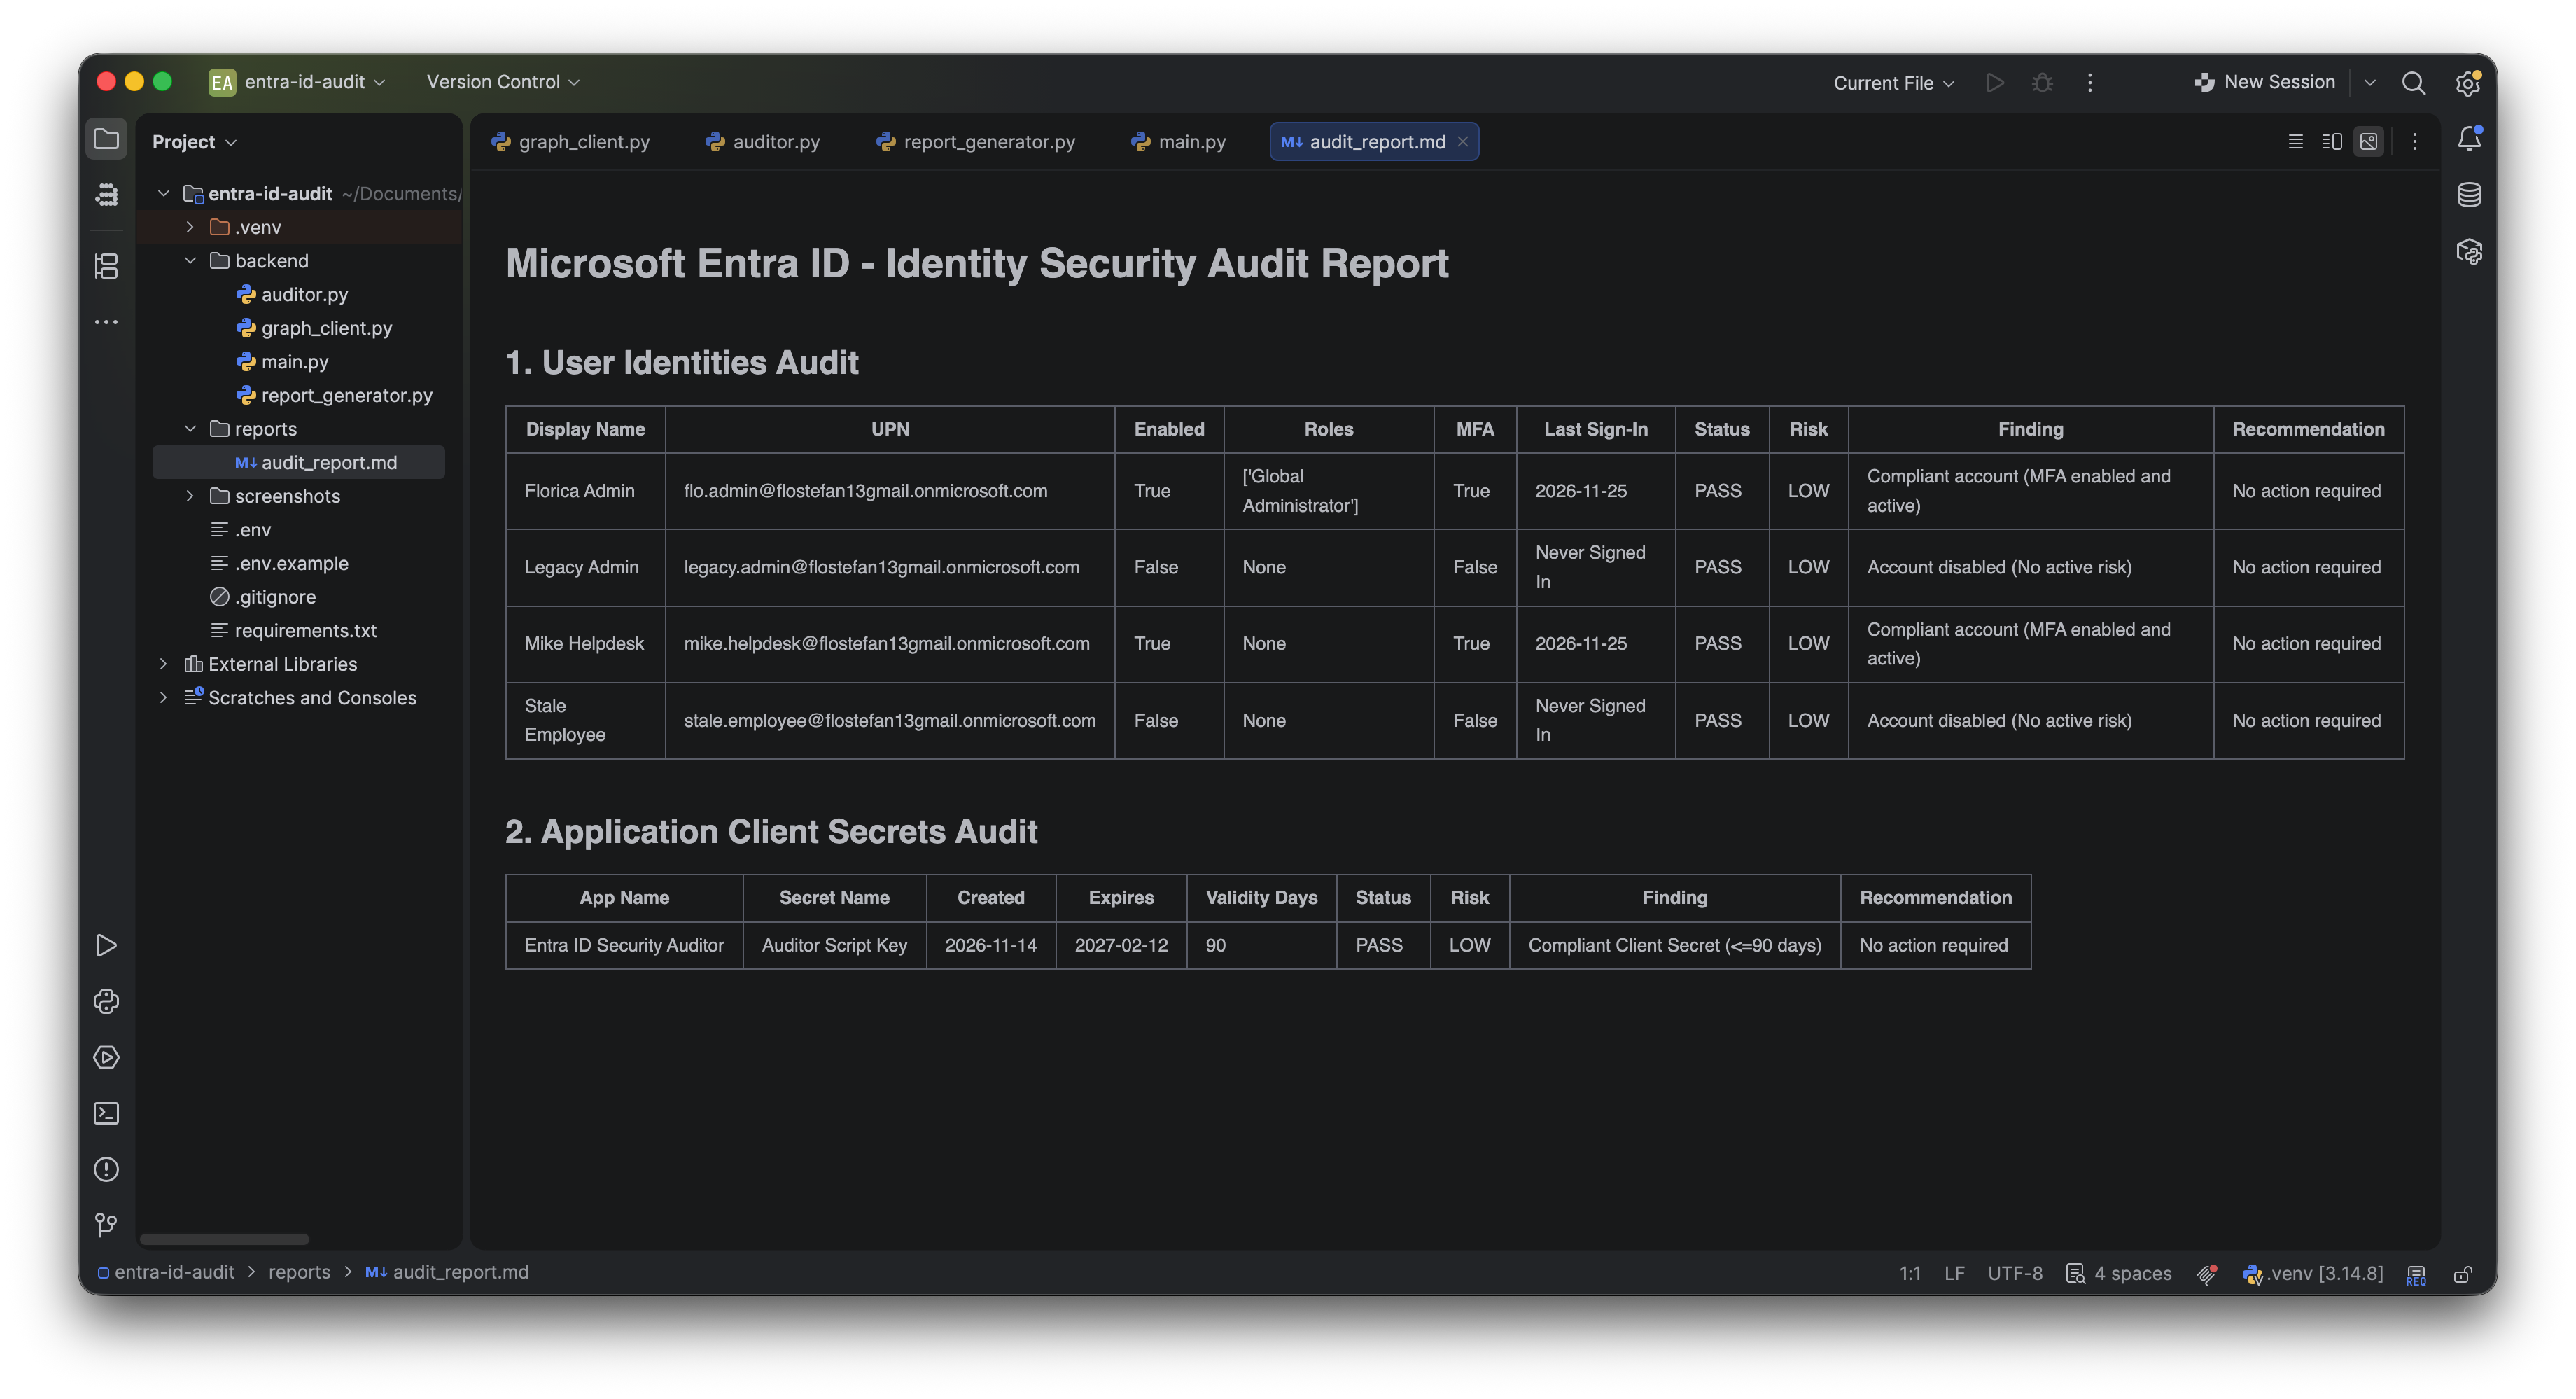 EA entra-id-audit Version Control Current File New Session
Project graph_client.py auditor.py report_generator.py main.py M↓ audit_report.md
entra-id-audit ~/Documents/
.venv
backend
auditor.py
graph_client.py
main.py
report_generator.py
reports
M↓ audit_report.md
screenshots
.env
.env.example
.gitignore
requirements.txt
External Libraries
Scratches and Consoles
Microsoft Entra ID - Identity Security Audit Report
1. User Identities Audit
Display Name UPN Enabled Roles MFA Last Sign-In Status Risk Finding Recommendation
Florica Admin flo.admin@flostefan13gmail.onmicrosoft.com True ['Global Administrator'] True 2026-11-25 PASS LOW Compliant account (MFA enabled and active) No action required
Legacy Admin legacy.admin@flostefan13gmail.onmicrosoft.com False None False Never Signed In PASS LOW Account disabled (No active risk) No action required
Mike Helpdesk mike.helpdesk@flostefan13gmail.onmicrosoft.com True None True 2026-11-25 PASS LOW Compliant account (MFA enabled and active) No action required
Stale Employee stale.employee@flostefan13gmail.onmicrosoft.com False None False Never Signed In PASS LOW Account disabled (No active risk) No action required
2. Application Client Secrets Audit
App Name Secret Name Created Expires Validity Days Status Risk Finding Recommendation
Entra ID Security Auditor Auditor Script Key 2026-11-14 2027-02-12 90 PASS LOW Compliant Client Secret (<=90 days) No action required
entra-id-audit > reports > M↓ audit_report.md 1:1 LF UTF-8 4 spaces .venv [3.14.8] REQ